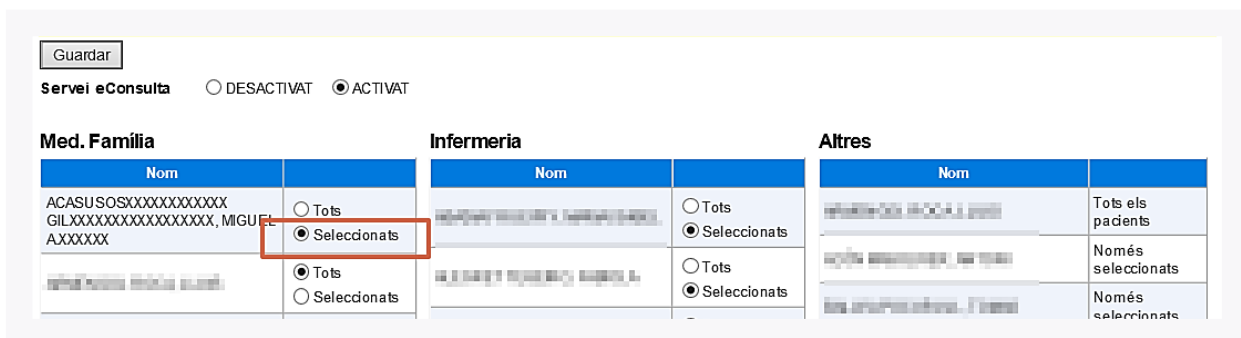 Guardar
Servei eConsulta DESACTIVAT ACTIVAT
Med. Família
Nom
ACASUSOSXXXXXXXXXXXX
GILXXXXXXXXXXXXXXXXX, MIGUEL
A.XXXXXX
Tots
Seleccionats
Tots
Seleccionats
Infermeria
Nom
Tots
Seleccionats
Tots
Seleccionats
Altres
Nom
Tots els
pacients
Només
seleccionats
Només
seleccionats